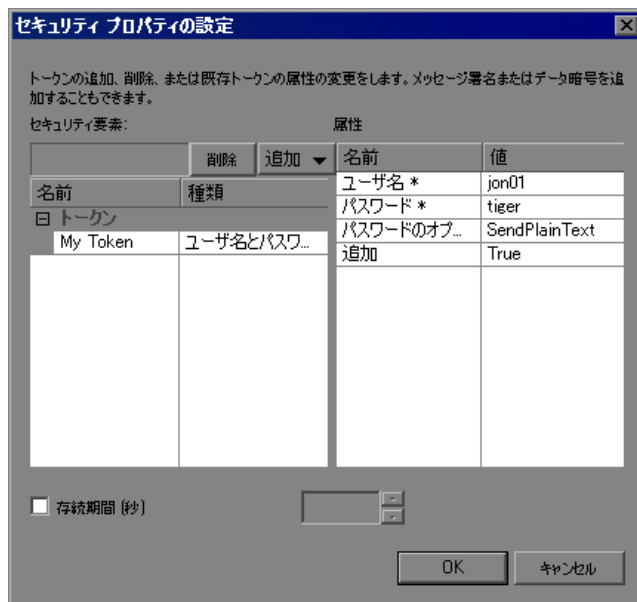 セキュリティ プロパティの設定
トークンの追加、削除、または既存トークンの属性の変更をします。メッセージ署名またはデータ暗号を追
加することもできます。
セキュリティ要素:
属性
削除 追加
名前 値
名前 種類
ユーザ名 * jon01
パスワード * tiger
トークン
パスワードのオプ... SendPlainText
My Token ユーザ名とパスワ...
追加 True
存続期間 (秒)
OK キャンセル